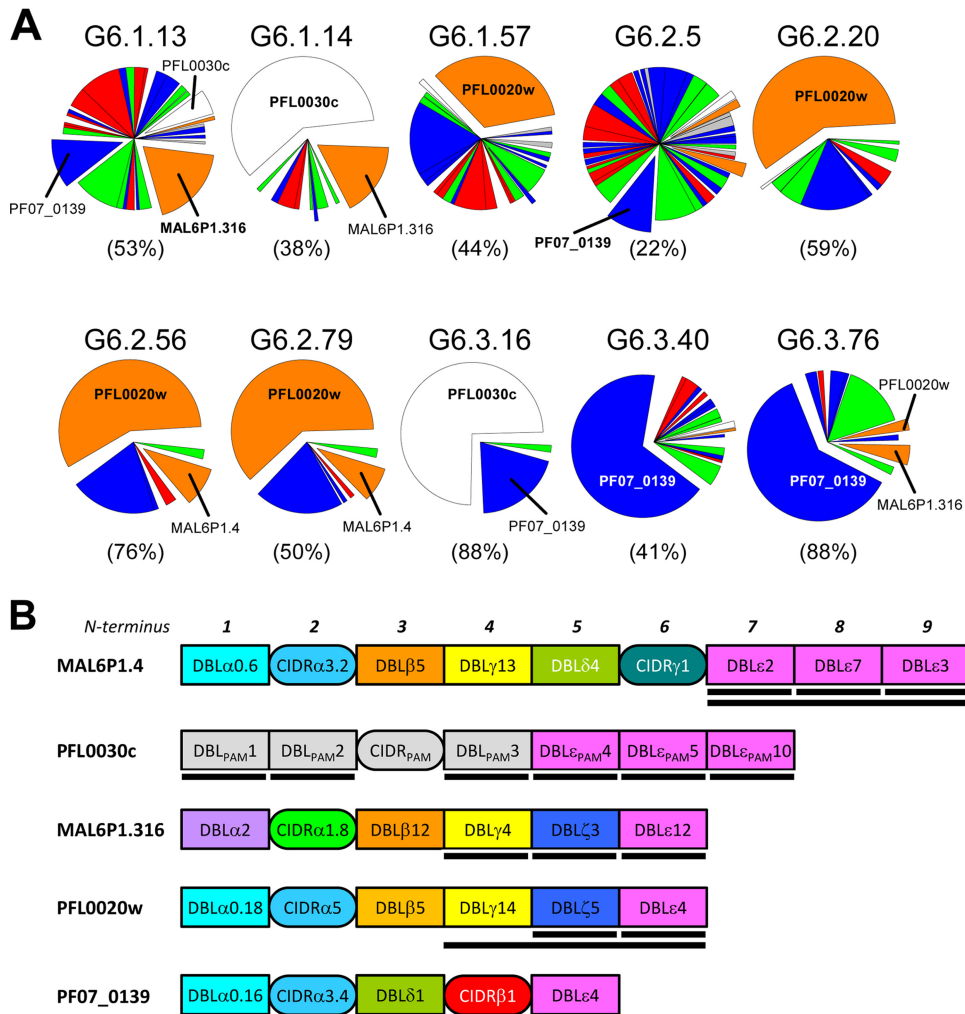 A
G6.1.13 G6.1.14 G6.1.57 G6.2.5 G6.2.20
PFL0030c
PFL0030c
PFL0020w
PFL0020w
PF07_0139
MAL6P1.316
MAL6P1.316
PF07_0139
(53%) (38%) (44%) (22%) (59%)
G6.2.56 G6.2.79 G6.3.16 G6.3.40 G6.3.76
PFL0020w
PFL0020w
PFL0030c
PFL0020w
PF07_0139
PF07_0139
MAL6P1.4
MAL6P1.4
PF07_0139
MAL6P1.316
(76%) (50%) (88%) (41%) (88%)
B
N-terminus 1 2 3 4 5 6 7 8 9
MAL6P1.4 DBLα0.6 CIDRα3.2 DBLβ5 DBLγ13 DBLδ4 CIDRγ1 DBLε2 DBLε7 DBLε3
PFL0030c DBLPAM1 DBLPAM2 CIDRPAM DBLPAM3 DBLεPAM4 DBLεPAM5 DBLεPAM10
MAL6P1.316 DBLα2 CIDRα1.8 DBLβ12 DBLγ4 DBLζ3 DBLε12
PFL0020w DBLα0.18 CIDRα5 DBLβ5 DBLγ14 DBLζ5 DBLε4
PF07_0139 DBLα0.16 CIDRα3.4 DBLδ1 CIDRβ1 DBLε4